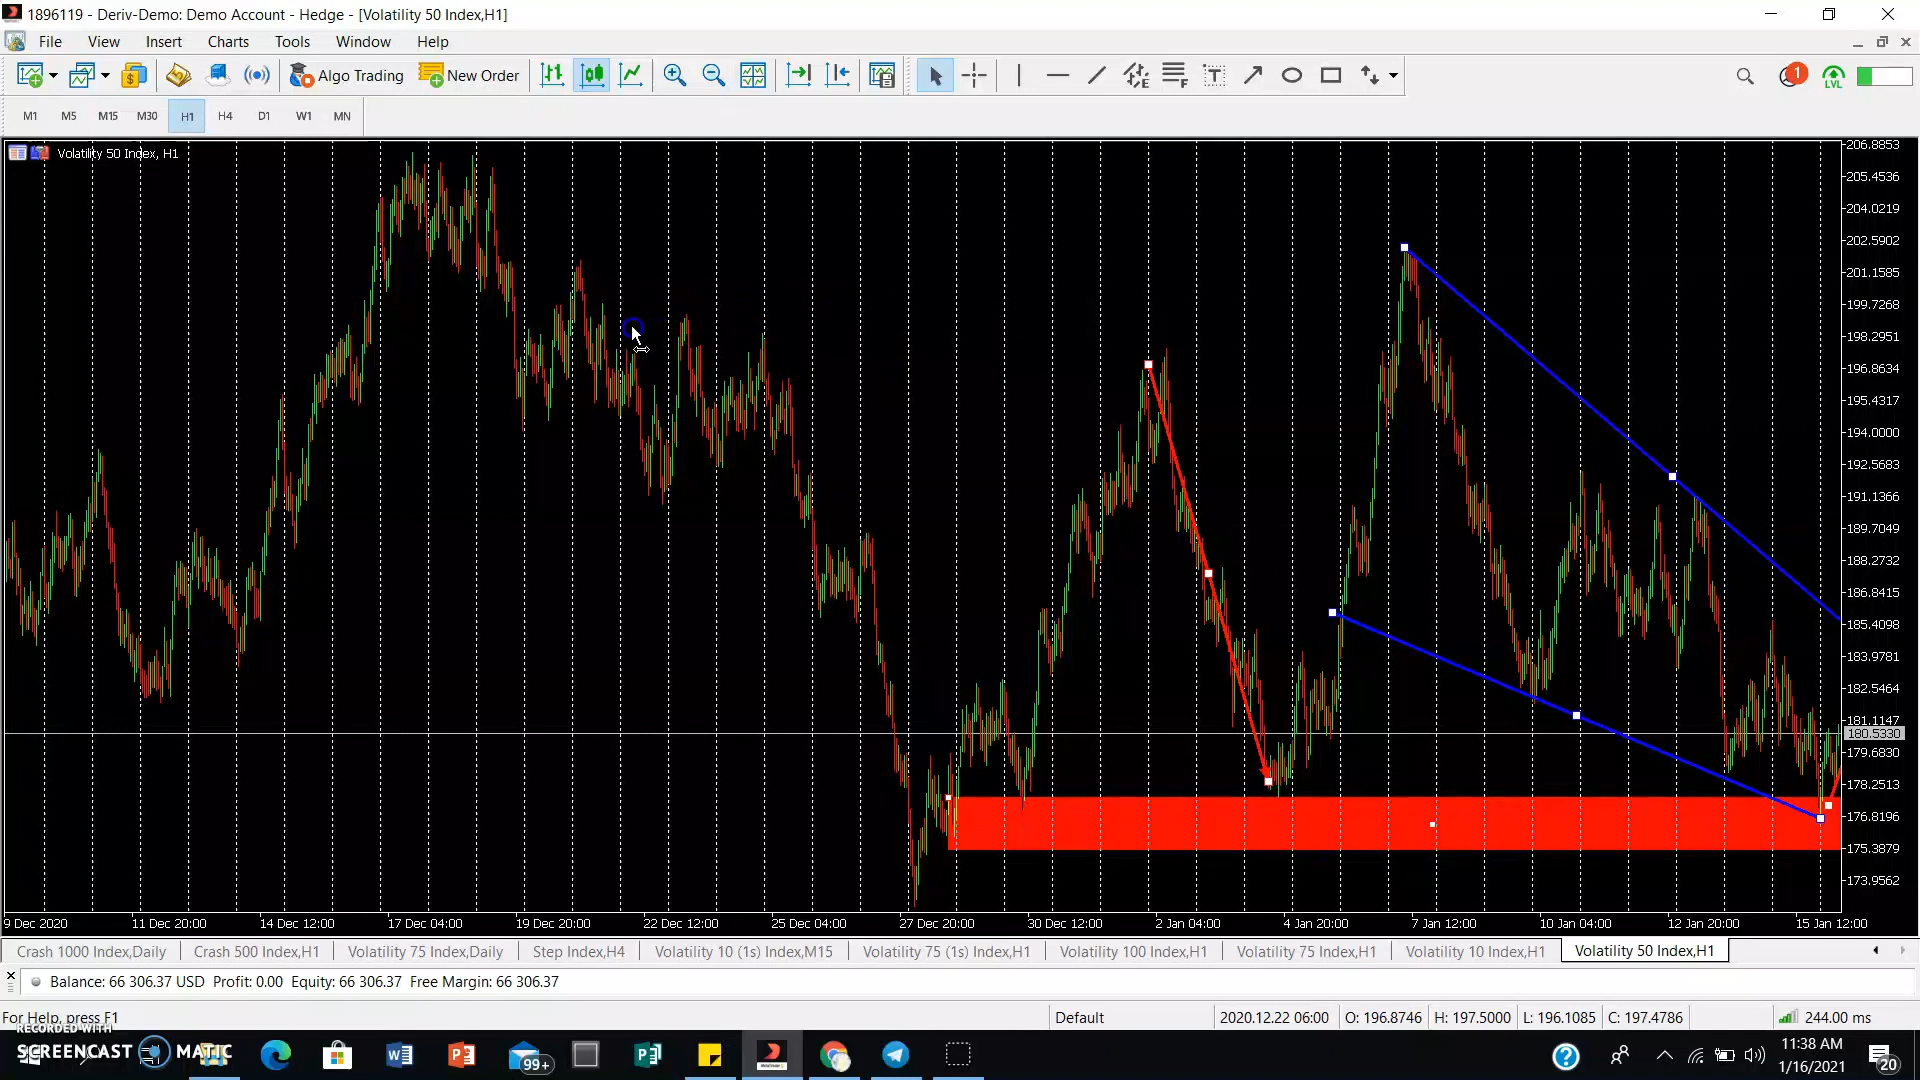 1896119 - Deriv-Demo: Demo Account - Hedge - [Volatility 50 Index,H1]
File View Insert Charts Tools Window Help
Algo Trading New Order 1 LVL
M1 M5 M15 M30 H1 H4 D1 W1 MN
Volatility 50 Index, H1
206.8853
205.4536
204.0219
202.5902
201.1585
199.7268
198.2951
196.8634
195.4317
194.0000
192.5683
191.1366
189.7049
188.2732
186.8415
185.4098
183.9781
182.5464
181.1147
180.5330
179.6830
178.2513
176.8196
175.3879
173.9562
9 Dec 2020 11 Dec 20:00 14 Dec 12:00 17 Dec 04:00 19 Dec 20:00 22 Dec 12:00 25 Dec 04:00 27 Dec 20:00 30 Dec 12:00 2 Jan 04:00 4 Jan 20:00 7 Jan 12:00 10 Jan 04:00 12 Jan 20:00 15 Jan 12:00
Crash 1000 Index,Daily Crash 500 Index,H1 Volatility 75 Index,Daily Step Index,H4 Volatility 10 (1s) Index,M15 Volatility 75 (1s) Index,H1 Volatility 100 Index,H1 Volatility 75 Index,H1 Volatility 10 Index,H1 Volatility 50 Index,H1
Balance: 66 306.37 USD Profit: 0.00 Equity: 66 306.37 Free Margin: 66 306.37
For Help, press F1 Default 2020.12.22 06:00 O: 196.8746 H: 197.5000 L: 196.1085 C: 197.4786 244.00 ms
RECORDED WITH
SCREENCAST MATIC 99+ 11:38 AM
1/16/2021 20